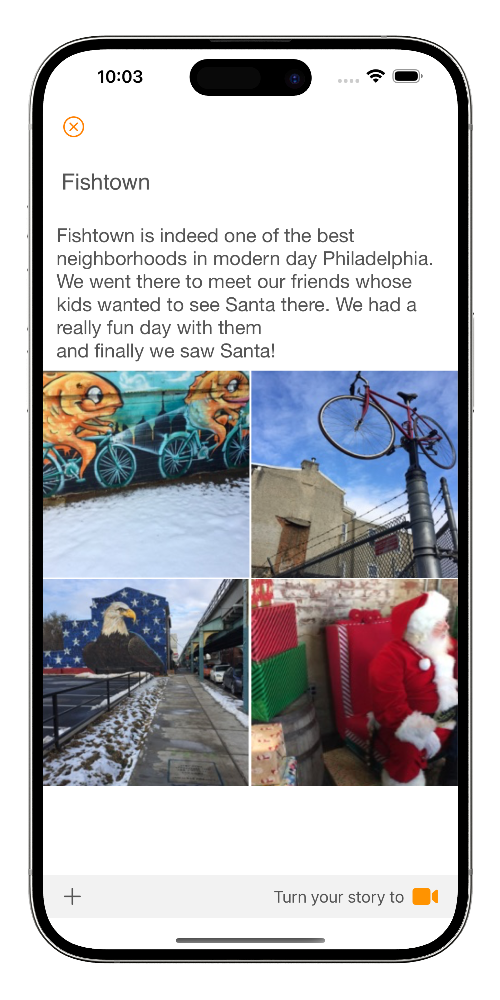 10:03
Fishtown
Fishtown is indeed one of the best
neighborhoods in modern day Philadelphia.
We went there to meet our friends whose
kids wanted to see Santa there. We had a
really fun day with them
and finally we saw Santa!
Turn your story to